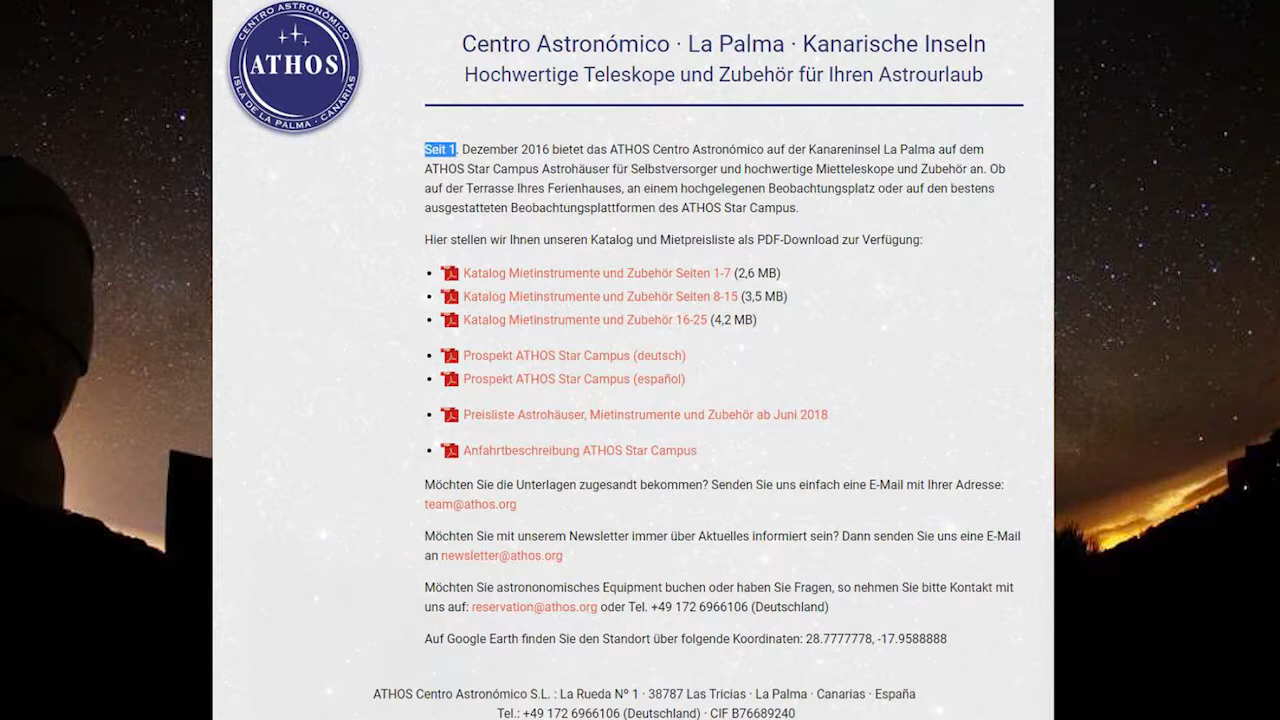 CENTRO ASTRONÓMICO
ATHOS
ISLA DE LA PALMA · CANARIAS
Centro Astronómico · La Palma · Kanarische Inseln
Hochwertige Teleskope und Zubehör für Ihren Astrourlaub
Seit 1. Dezember 2016 bietet das ATHOS Centro Astronómico auf der Kanareninsel La Palma auf dem
ATHOS Star Campus Astrohäuser für Selbstversorger und hochwertige Mietteleskope und Zubehör an. Ob
auf der Terrasse Ihres Ferienhauses, an einem hochgelegenen Beobachtungsplatz oder auf den bestens
ausgestatteten Beobachtungsplattformen des ATHOS Star Campus.
Hier stellen wir Ihnen unseren Katalog und Mietpreisliste als PDF-Download zur Verfügung:
• Katalog Mietinstrumente und Zubehör Seiten 1-7 (2,6 MB)
• Katalog Mietinstrumente und Zubehör Seiten 8-15 (3,5 MB)
• Katalog Mietinstrumente und Zubehör 16-25 (4,2 MB)
• Prospekt ATHOS Star Campus (deutsch)
• Prospekt ATHOS Star Campus (español)
• Preisliste Astrohäuser, Mietinstrumente und Zubehör ab Juni 2018
• Anfahrtbeschreibung ATHOS Star Campus
Möchten Sie die Unterlagen zugesandt bekommen? Senden Sie uns einfach eine E-Mail mit Ihrer Adresse:
team@athos.org
Möchten Sie mit unserem Newsletter immer über Aktuelles informiert sein? Dann senden Sie uns eine E-Mail
an newsletter@athos.org
Möchten Sie astrononomisches Equipment buchen oder haben Sie Fragen, so nehmen Sie bitte Kontakt mit
uns auf: reservation@athos.org oder Tel. +49 172 6966106 (Deutschland)
Auf Google Earth finden Sie den Standort über folgende Koordinaten: 28.7777778, -17.9588888
ATHOS Centro Astronómico S.L. : La Rueda Nº 1 · 38787 Las Tricias · La Palma · Canarias · España
Tel.: +49 172 6966106 (Deutschland) · CIF B76689240